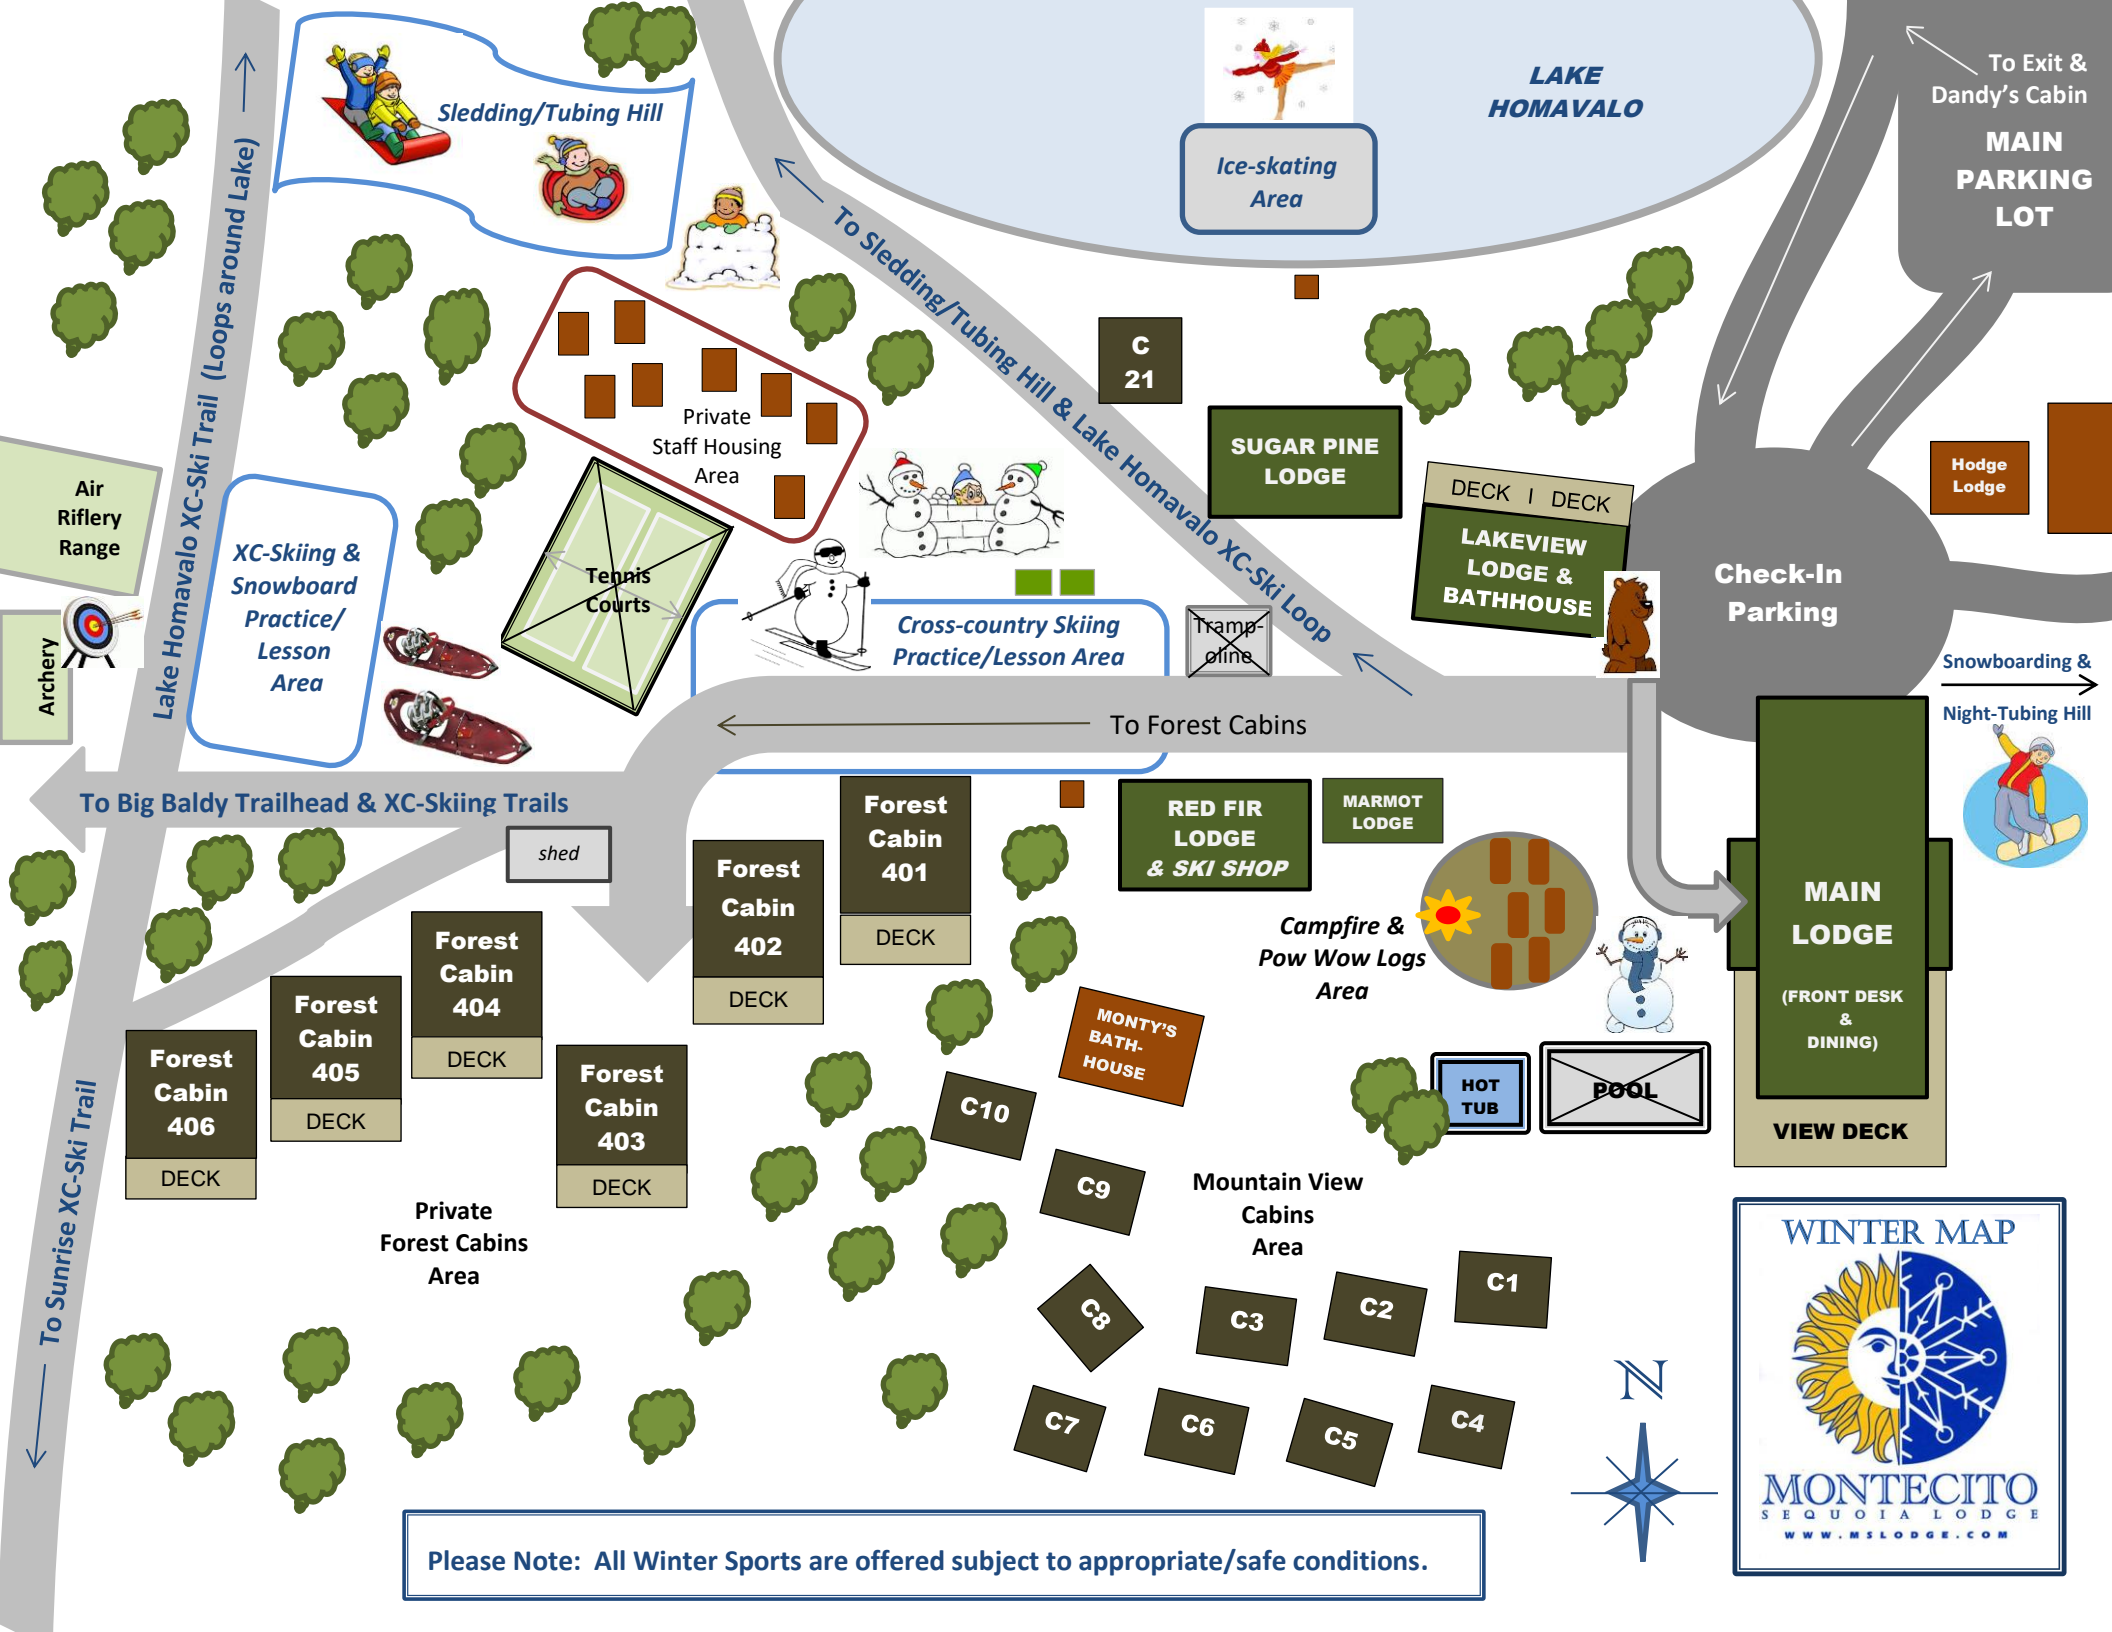 To Exit &
Dandy's Cabin
MAIN
PARKING
LOT
LAKE
HOMAVALO
Ice-skating
Area
Sledding/Tubing Hill
Lake Homavalo XC-Ski Trail (Loops around Lake)
To Sledding/Tubing Hill & Lake Homavalo XC-Ski Loop
C
21
SUGAR PINE
LODGE
DECK I DECK
LAKEVIEW
LODGE &
BATHHOUSE
Hodge
Lodge
Check-In
Parking
Private
Staff Housing
Area
Air
Riflery
Range
Archery
XC-Skiing &
Snowboard
Practice/
Lesson
Area
Tennis
Courts
Cross-country Skiing
Practice/Lesson Area
Tramp-
oline
Snowboarding &
Night-Tubing Hill
To Forest Cabins
To Big Baldy Trailhead & XC-Skiing Trails
shed
Forest
Cabin
401
DECK
Forest
Cabin
402
DECK
Forest
Cabin
403
DECK
Forest
Cabin
404
DECK
Forest
Cabin
405
DECK
Forest
Cabin
406
DECK
RED FIR
LODGE
& SKI SHOP
MARMOT
LODGE
Campfire &
Pow Wow Logs
Area
MAIN
LODGE
(FRONT DESK
&
DINING)
VIEW DECK
MONTY'S
BATH-
HOUSE
HOT
TUB
POOL
To Sunrise XC-Ski Trail
Private
Forest Cabins
Area
Mountain View
Cabins
Area
C10
C9
C8
C3
C2
C1
C7
C6
C5
C4
N
WINTER MAP
MONTECITO
SEQUOIA LODGE
WWW.MSLODGE.COM
Please Note: All Winter Sports are offered subject to appropriate/safe conditions.